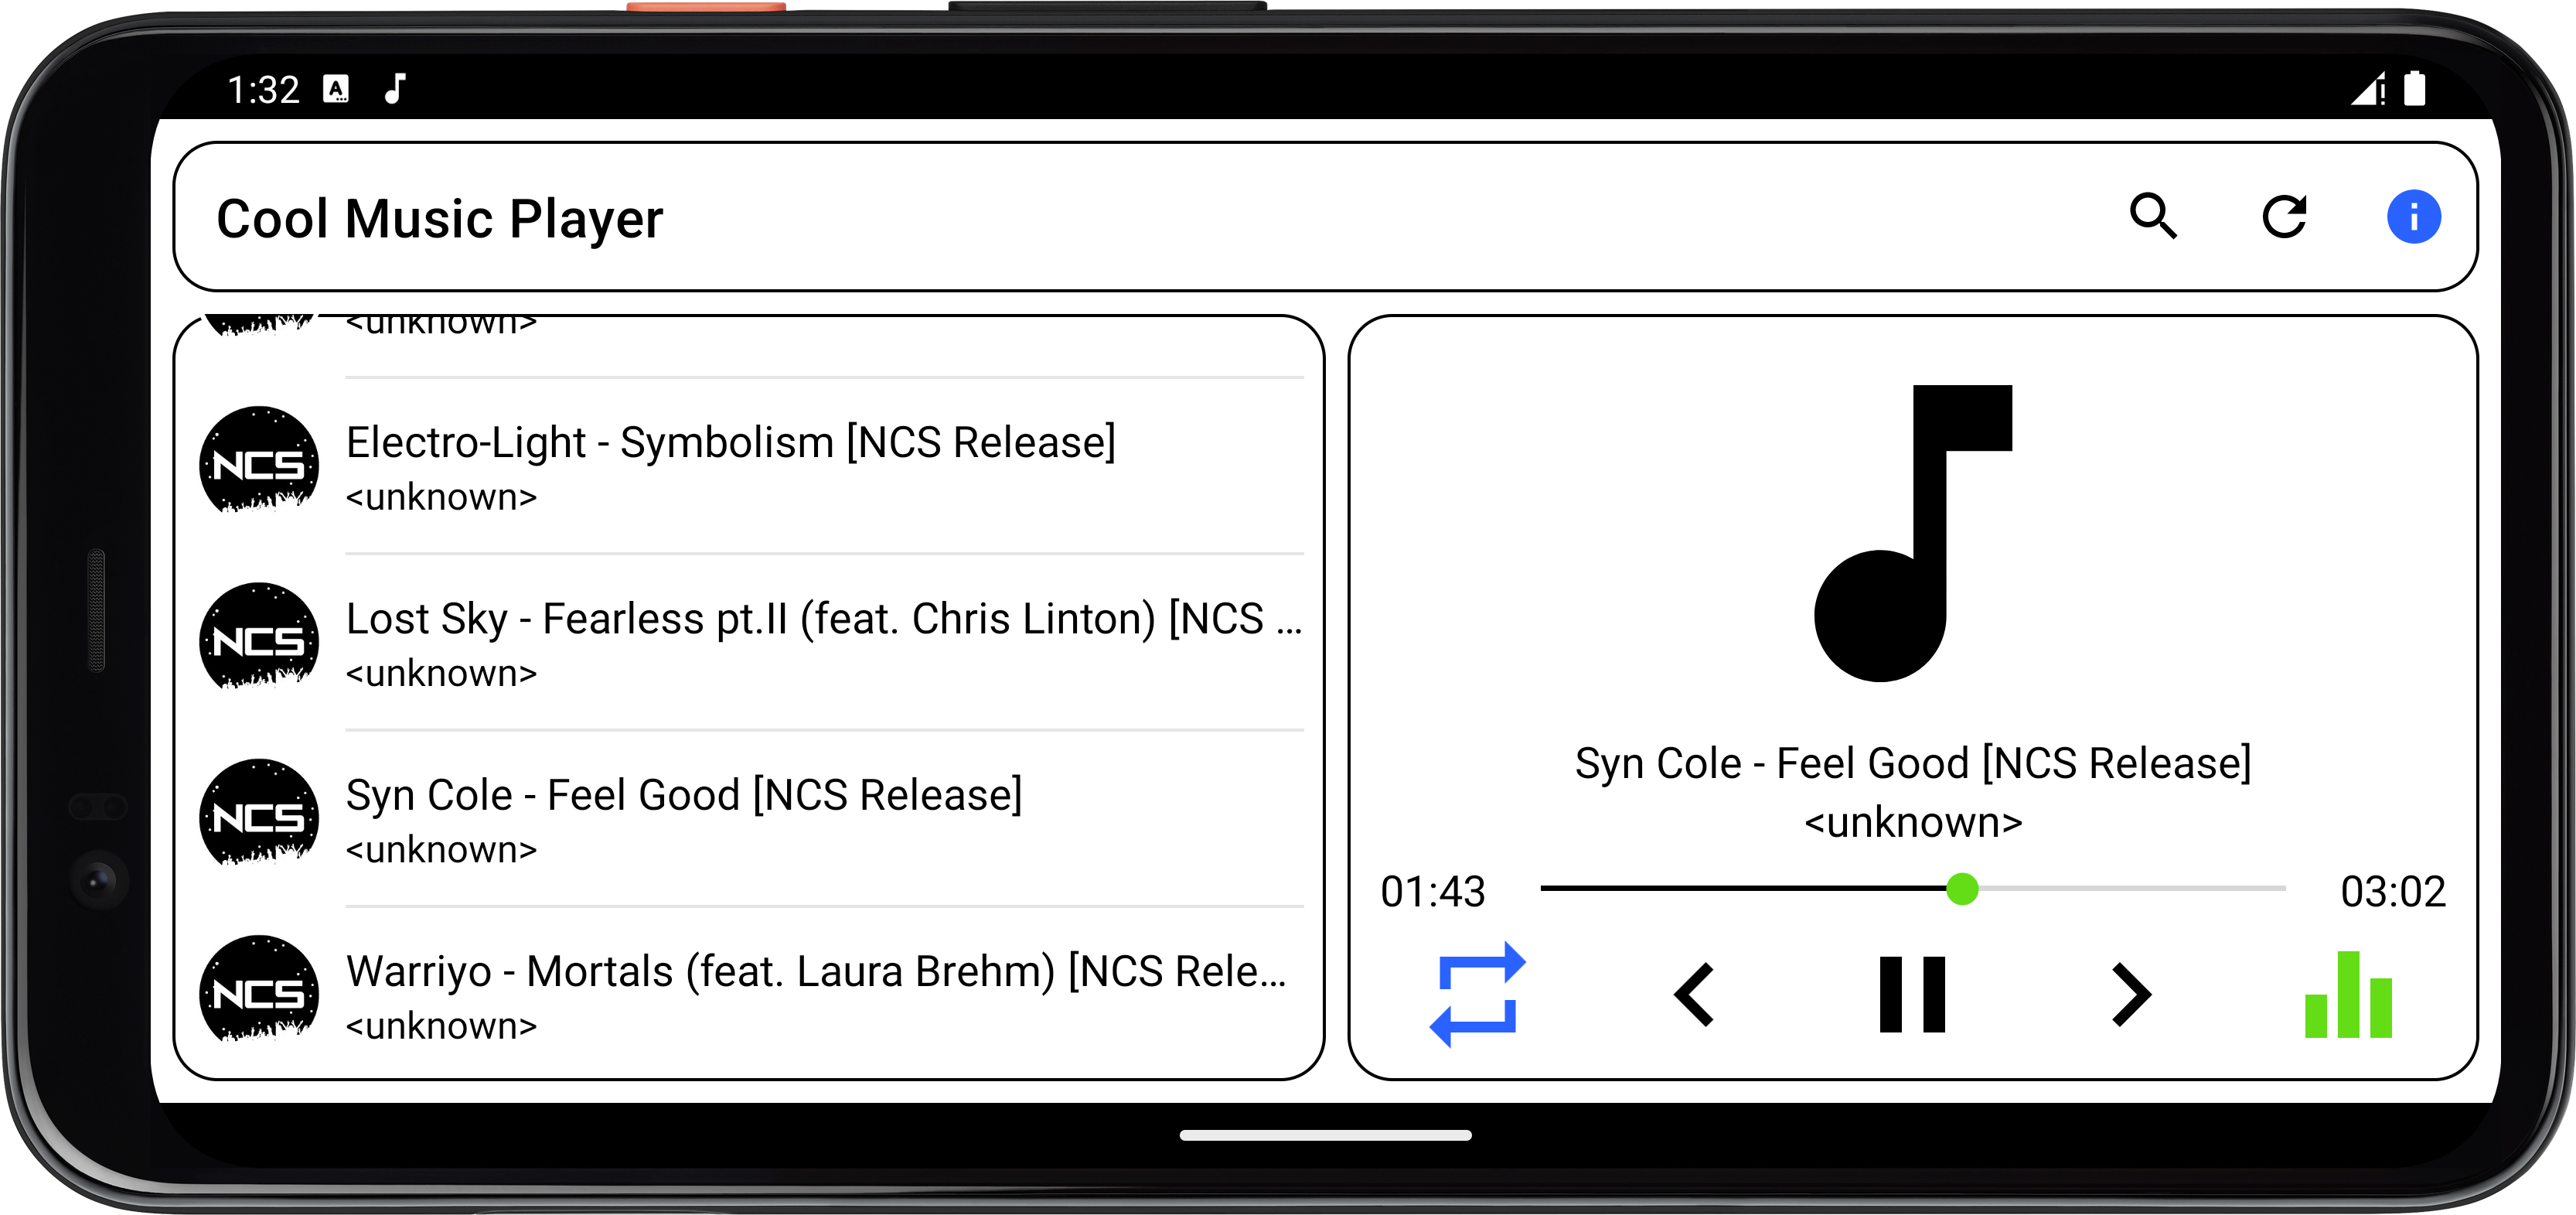 1:32
Cool Music Player
<unknown>
NCS
Electro-Light - Symbolism [NCS Release]
<unknown>
NCS
Lost Sky - Fearless pt.II (feat. Chris Linton) [NCS ...
<unknown>
NCS
Syn Cole - Feel Good [NCS Release]
<unknown>
NCS
Warriyo - Mortals (feat. Laura Brehm) [NCS Rele...
<unknown>
Syn Cole - Feel Good [NCS Release]
<unknown>
01:43
03:02